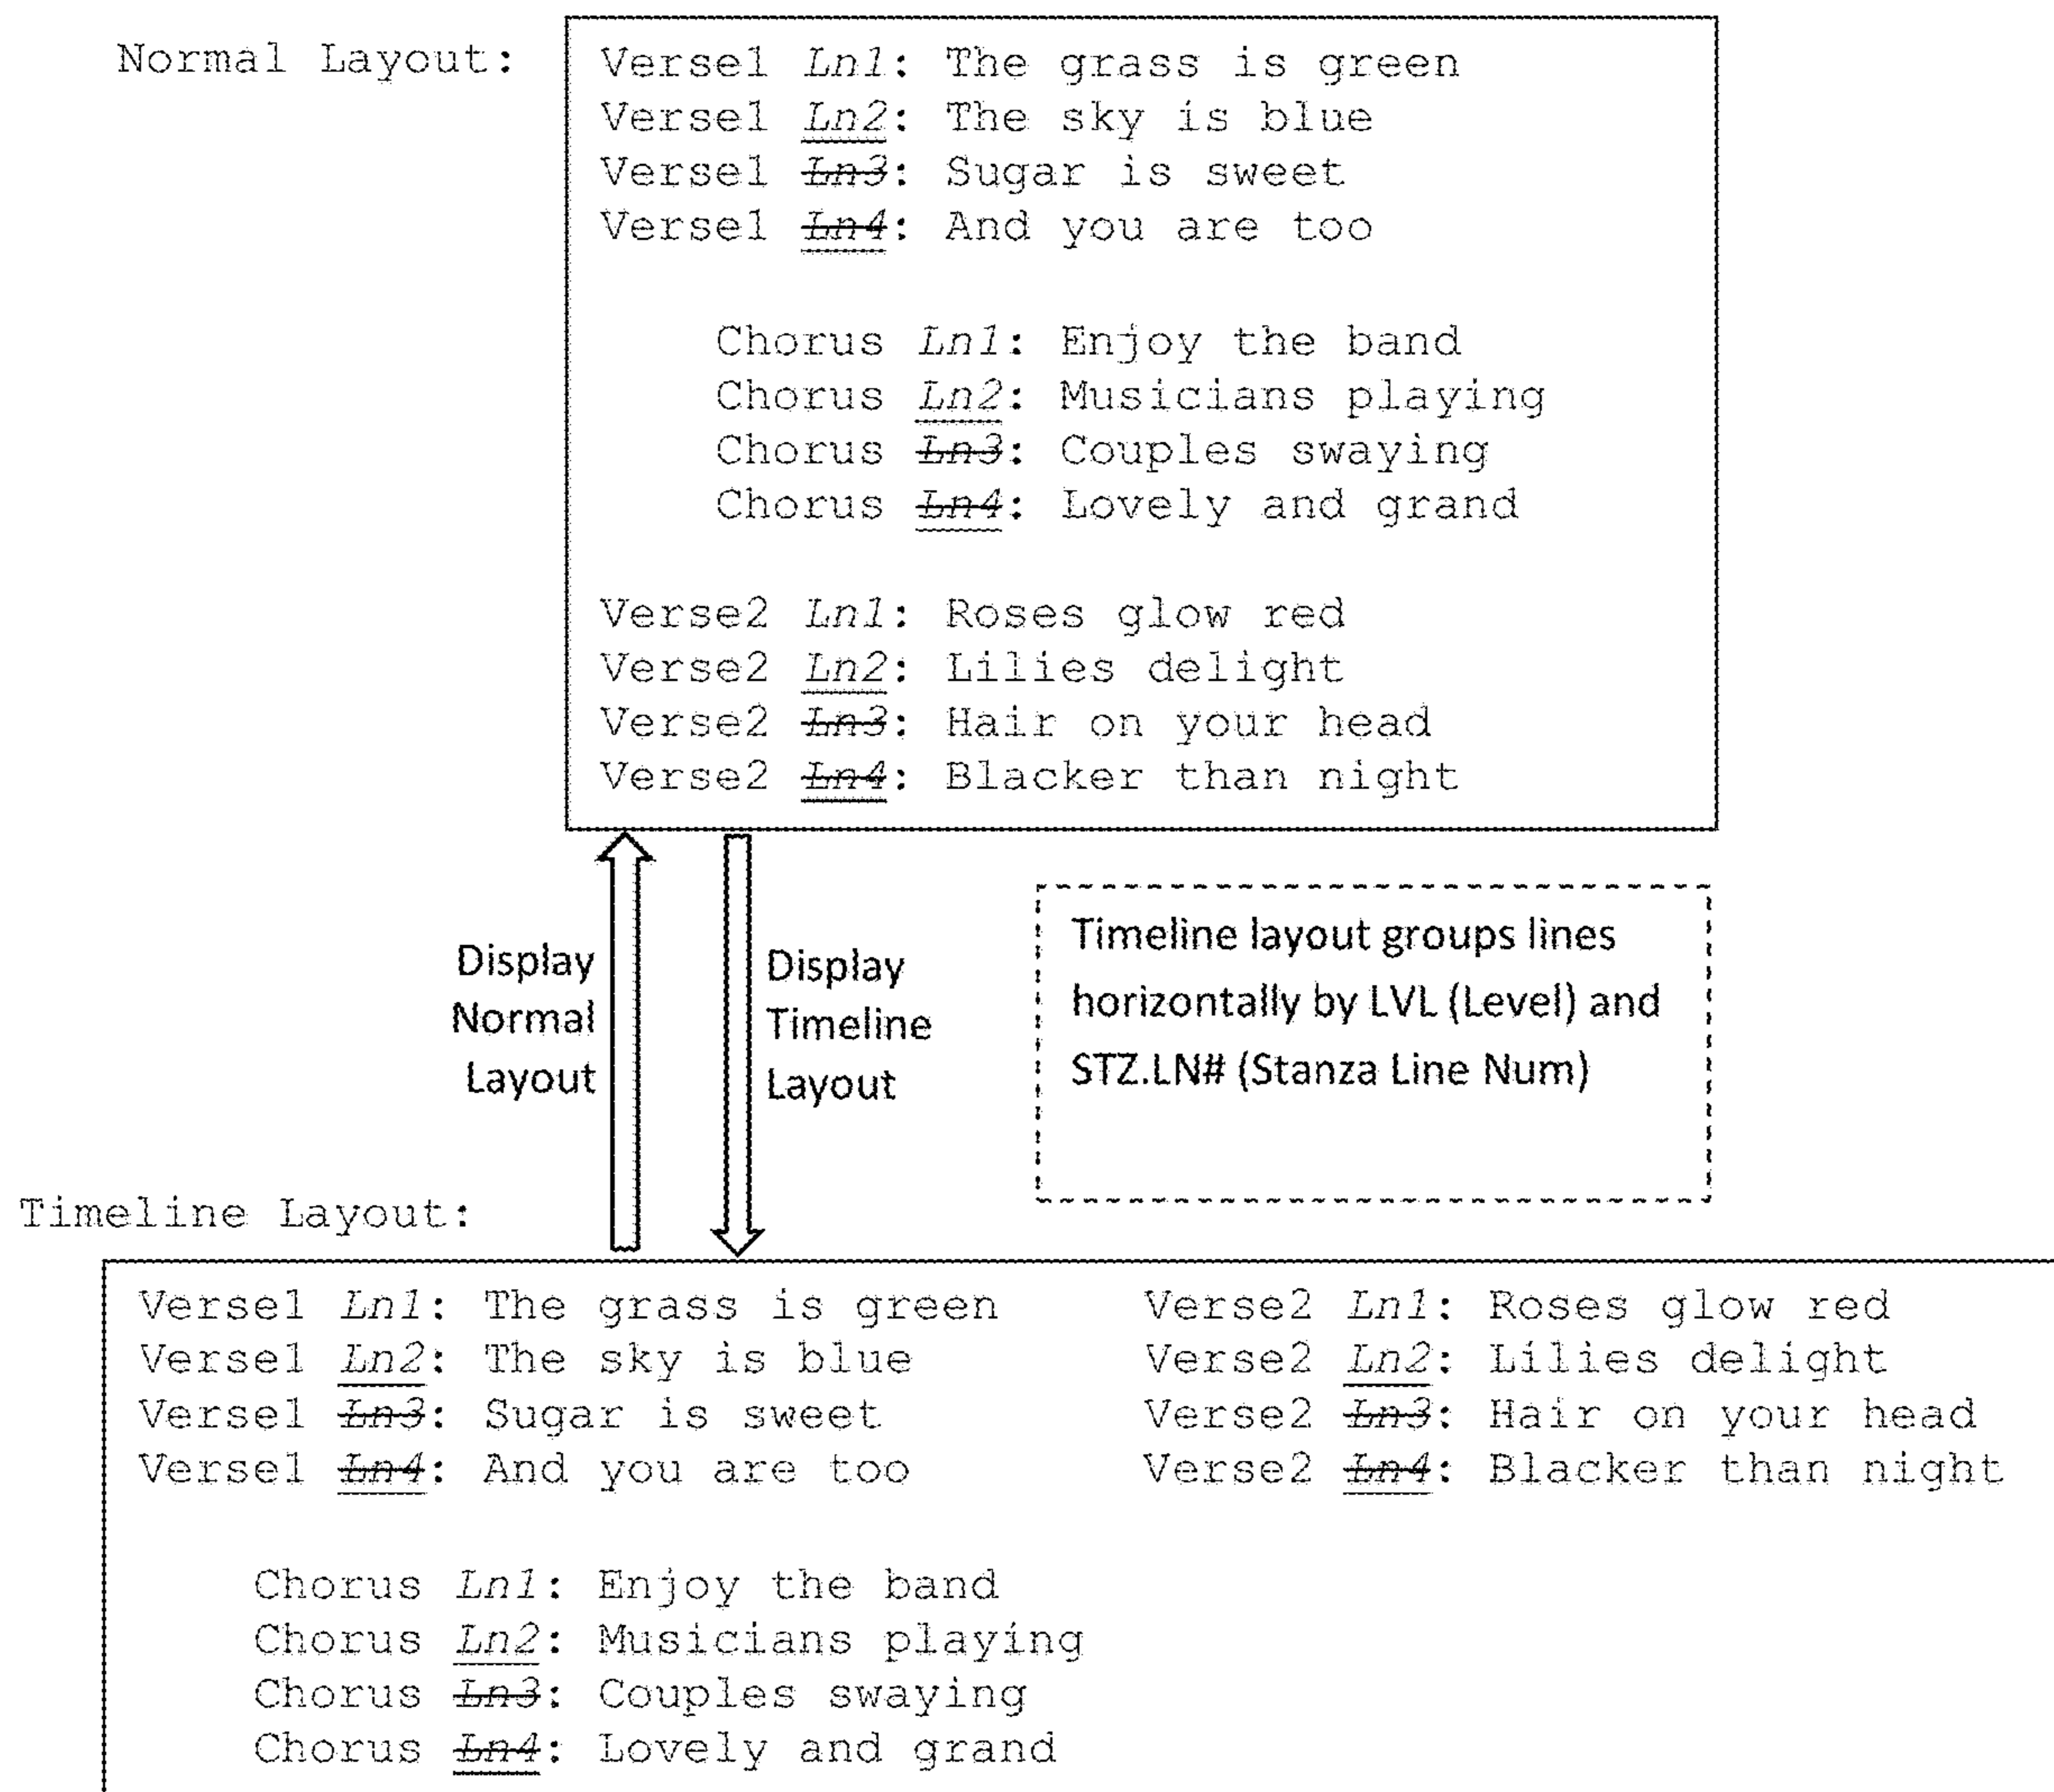 Normal Layout:
Verse1 Ln1: The grass is green
Verse1 Ln2: The sky is blue
Verse1 Ln3: Sugar is sweet
Verse1 Ln4: And you are too
Chorus Ln1: Enjoy the band
Chorus Ln2: Musicians playing
Chorus Ln3: Couples swaying
Chorus Ln4: Lovely and grand
Verse2 Ln1: Roses glow red
Verse2 Ln2: Lilies delight
Verse2 Ln3: Hair on your head
Verse2 Ln4: Blacker than night
Display
Normal
Layout
Display
Timeline
Layout
Timeline layout groups lines
horizontally by LVL (Level) and
STZ.LN# (Stanza Line Num)
Timeline Layout:
Verse1 Ln1: The grass is green
Verse1 Ln2: The sky is blue
Verse1 Ln3: Sugar is sweet
Verse1 Ln4: And you are too
Verse2 Ln1: Roses glow red
Verse2 Ln2: Lilies delight
Verse2 Ln3: Hair on your head
Verse2 Ln4: Blacker than night
Chorus Ln1: Enjoy the band
Chorus Ln2: Musicians playing
Chorus Ln3: Couples swaying
Chorus Ln4: Lovely and grand